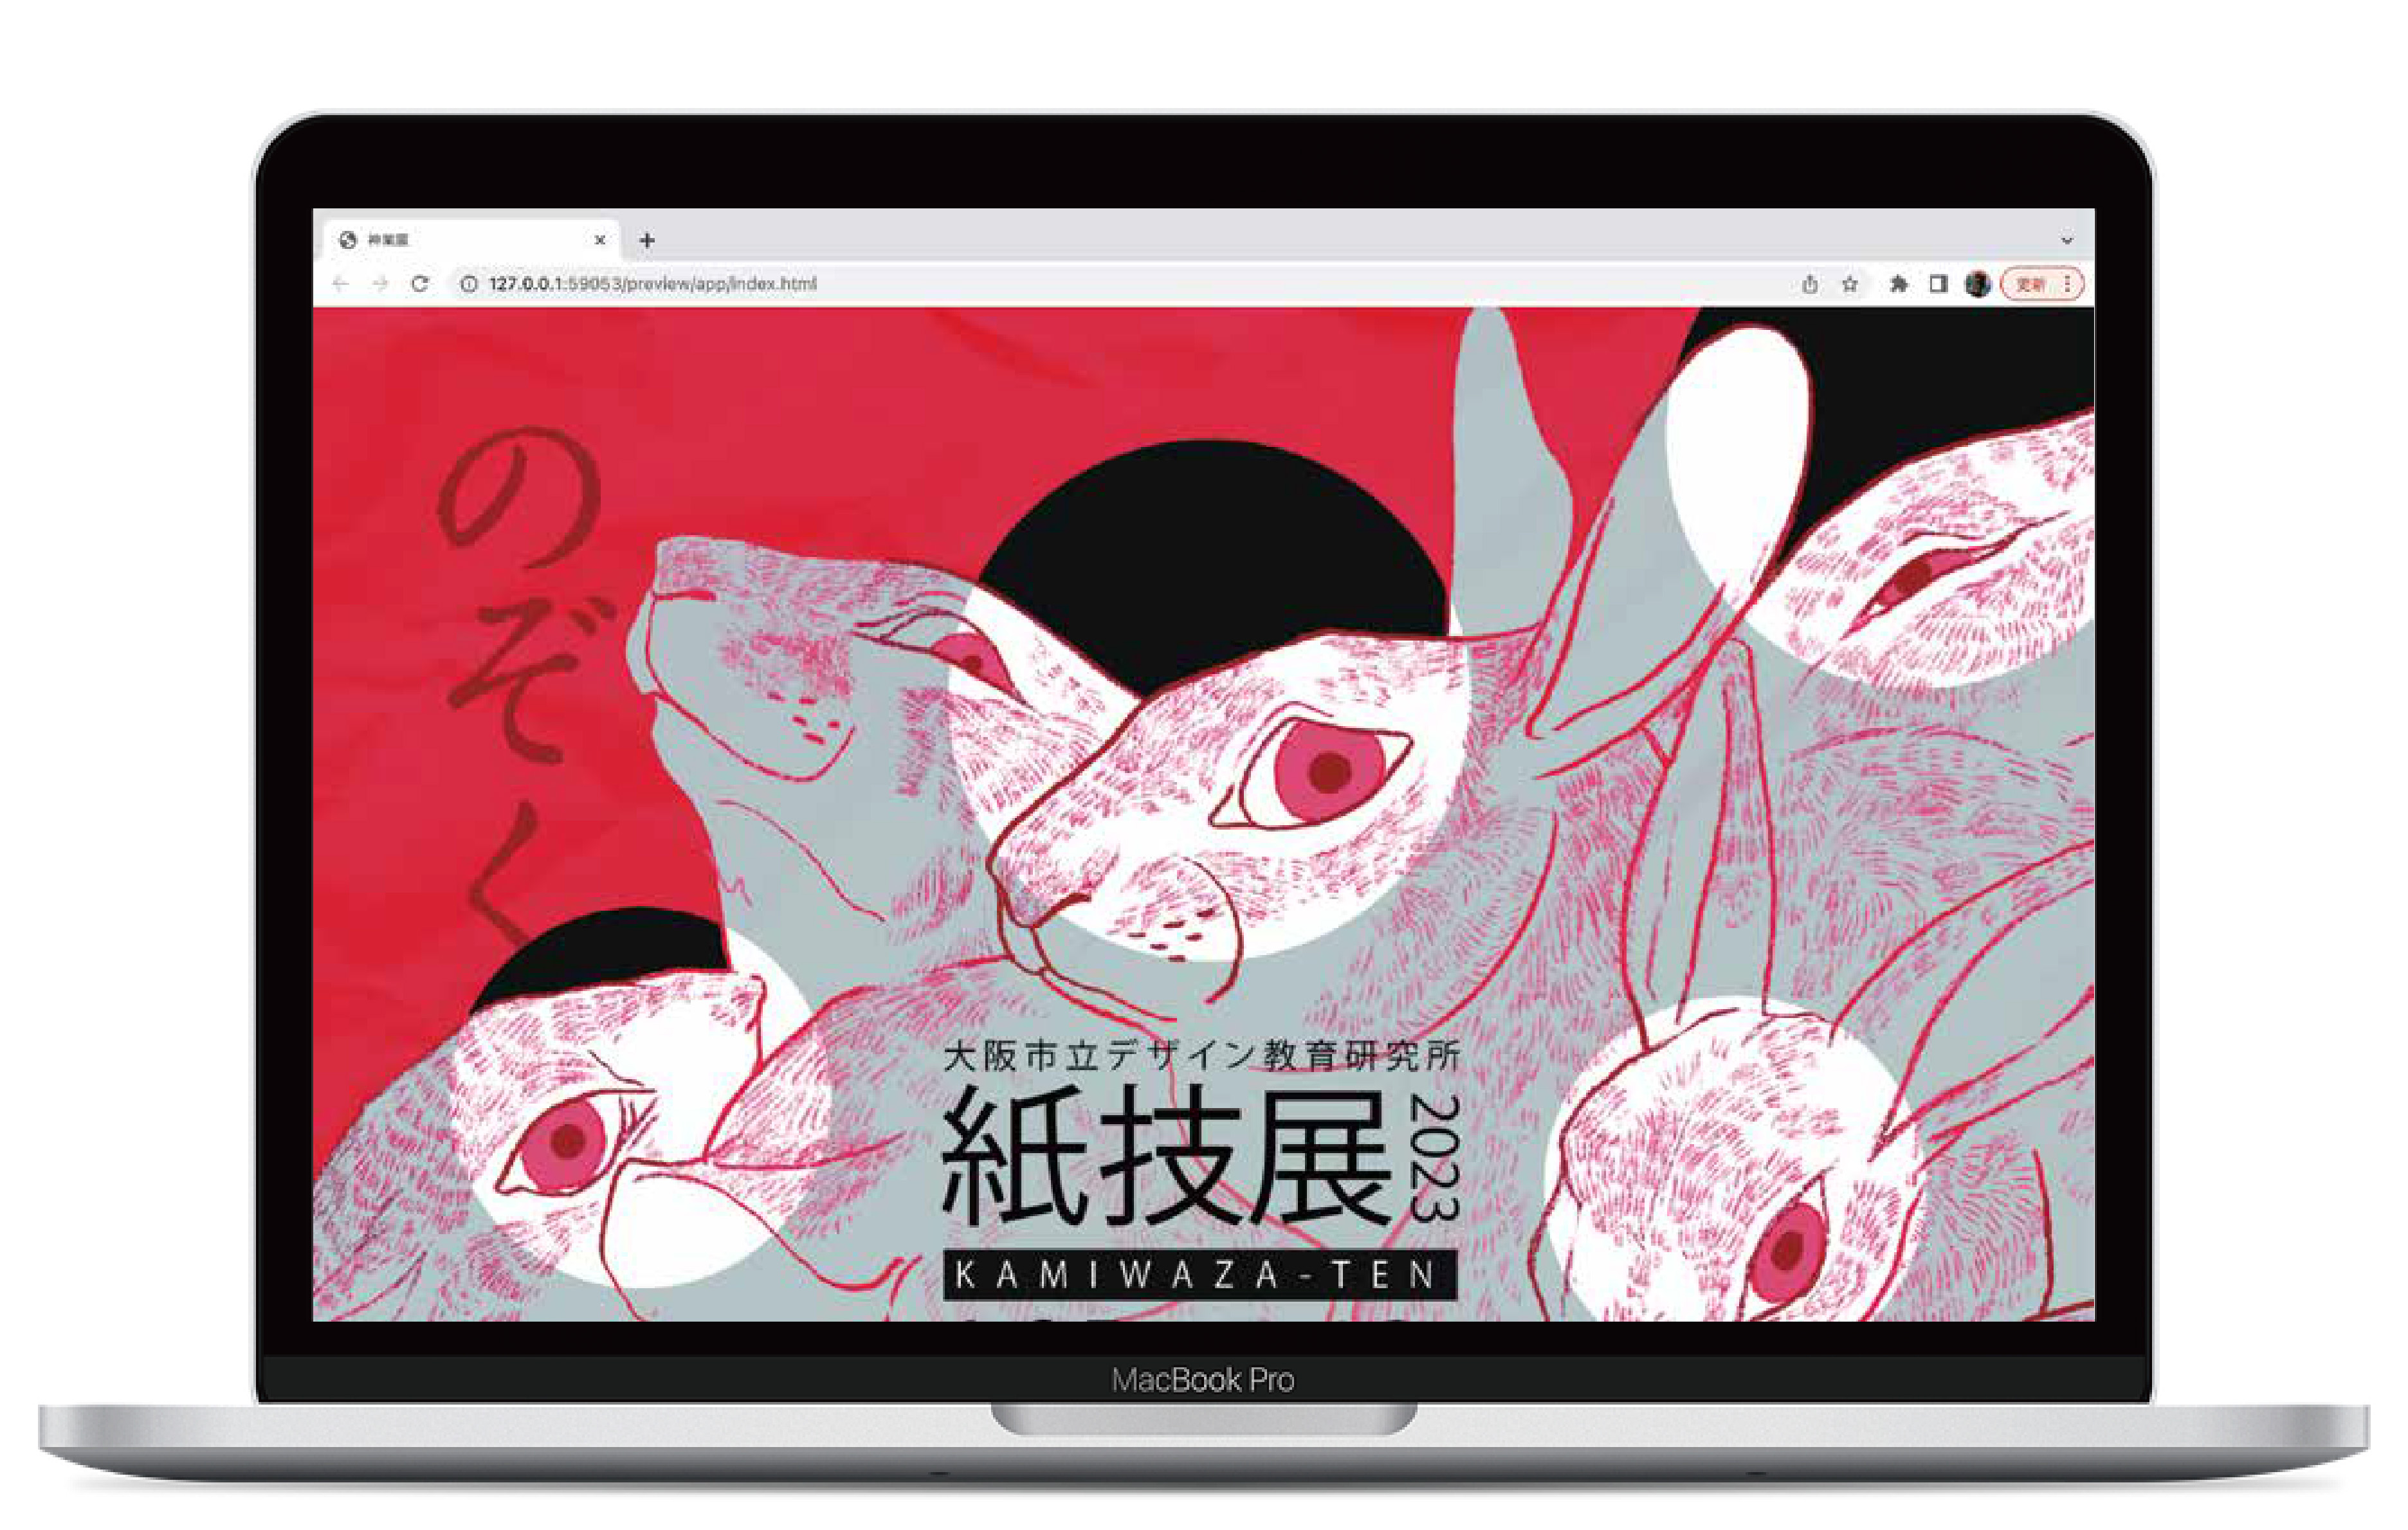 神業展
127.0.0.1:59053/preview/app/index.html
更新
のぞく
大阪市立デザイン教育研究所
紙技展
2023
KAMIWAZA-TEN
MacBook Pro